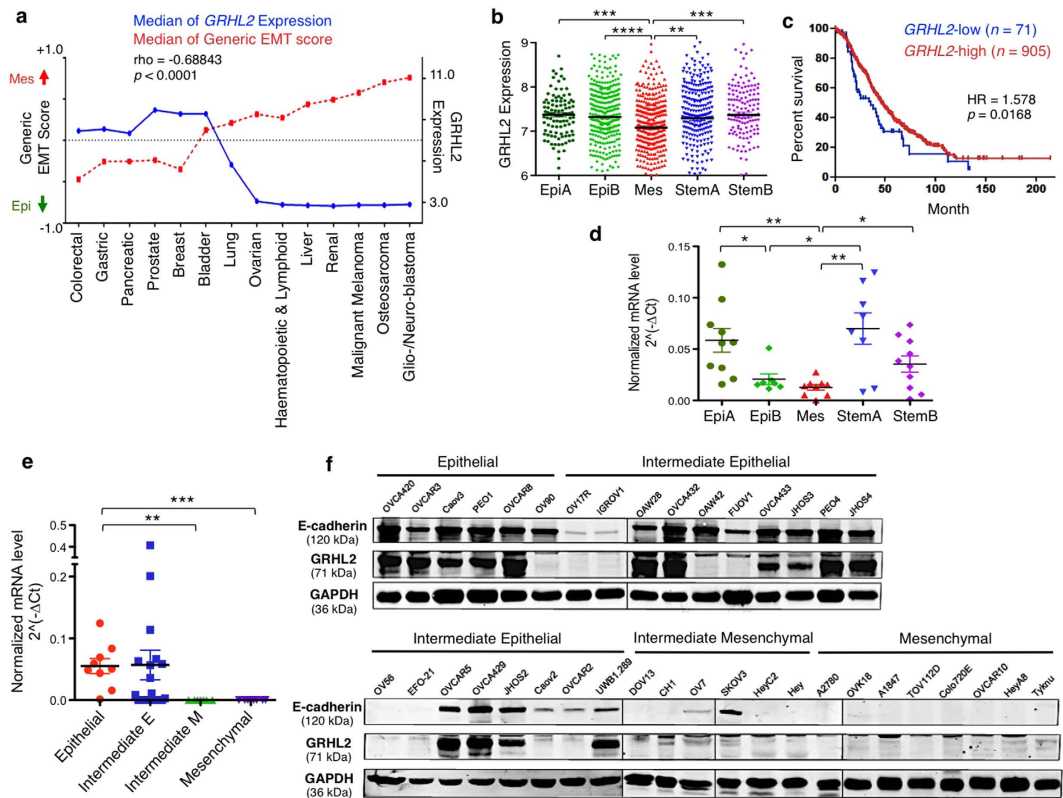 a
Median of GRHL2 Expression
Median of Generic EMT score
rho = -0.68843
p < 0.0001
+1.0
Mes
Generic
EMT Score
Epi
-1.0
11.0
GRHL2
Expression
3.0
Colorectal
Gastric
Pancreatic
Prostate
Breast
Bladder
Lung
Ovarian
Haematopoietic & Lymphoid
Liver
Renal
Malignant Melanoma
Osteosarcoma
Glio-/Neuro-blastoma
b
***
***
****
**
GRHL2 Expression
9
8
7
6
EpiA
EpiB
Mes
StemA
StemB
c
GRHL2-low (n = 71)
GRHL2-high (n = 905)
HR = 1.578
p = 0.0168
Percent survival
100
80
60
40
20
0
0
50
100
150
200
Month
d
**
*
*
*
**
Normalized mRNA level
2^(-ΔCt)
0.15
0.10
0.05
0.00
EpiA
EpiB
Mes
StemA
StemB
e
***
**
Normalized mRNA level
2^(-ΔCt)
0.5
0.4
0.2
0.1
0.0
Epithelial
Intermediate E
Intermediate M
Mesenchymal
f
Epithelial
Intermediate Epithelial
OVCA420
OVCAR3
Caov3
PEO1
OVCAR8
OV90
OV17R
IGROV1
OAW28
OVCA432
OAW42
FUOV1
OVCA433
JHOS3
PEO4
JHOS4
E-cadherin
(120 kDa)
GRHL2
(71 kDa)
GAPDH
(36 kDa)
Intermediate Epithelial
Intermediate Mesenchymal
Mesenchymal
OV56
EFO-21
OVCAR5
OVCA429
JHOS2
Caov2
OVCAR2
UWB1.289
DOV13
CH1
OV7
SKOV3
HeyC2
Hey
A2780
OVK18
A1847
TOV112D
Colo720E
OVCAR10
HeyA8
Tyknu
E-cadherin
(120 kDa)
GRHL2
(71 kDa)
GAPDH
(36 kDa)